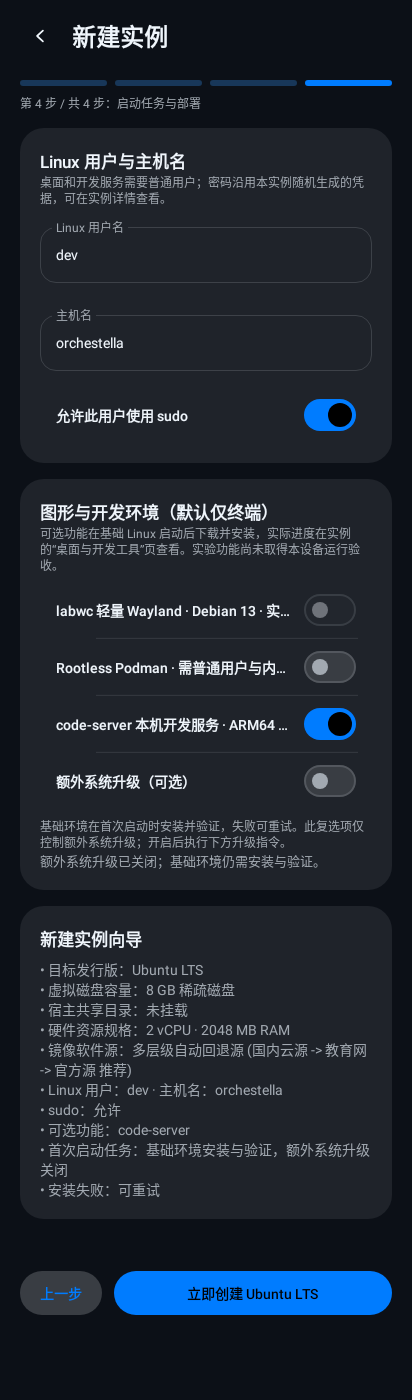 新建实例
第 4 步 / 共 4 步：启动任务与部署
Linux 用户与主机名
桌面和开发服务需要普通用户；密码沿用本实例随机生成的凭
据，可在实例详情查看。
Linux 用户名
dev
主机名
orchestella
允许此用户使用 sudo
图形与开发环境（默认仅终端）
可选功能在基础 Linux 启动后下载并安装，实际进度在实例
的“桌面与开发工具”页查看。实验功能尚未取得本设备运行验
收。
labwc 轻量 Wayland · Debian 13 · 实...
Rootless Podman · 需普通用户与内...
code-server 本机开发服务 · ARM64 ...
额外系统升级（可选）
基础环境在首次启动时安装并验证，失败可重试。此复选项仅
控制额外系统升级；开启后执行下方升级指令。
额外系统升级已关闭；基础环境仍需安装与验证。
新建实例向导
• 目标发行版：Ubuntu LTS
• 虚拟磁盘容量：8 GB 稀疏磁盘
• 宿主共享目录：未挂载
• 硬件资源规格：2 vCPU · 2048 MB RAM
• 镜像软件源：多层级自动回退源 (国内云源 -> 教育网
-> 官方源 推荐)
• Linux 用户：dev · 主机名：orchestella
• sudo：允许
• 可选功能：code-server
• 首次启动任务：基础环境安装与验证，额外系统升级
关闭
• 安装失败：可重试
上一步
立即创建 Ubuntu LTS